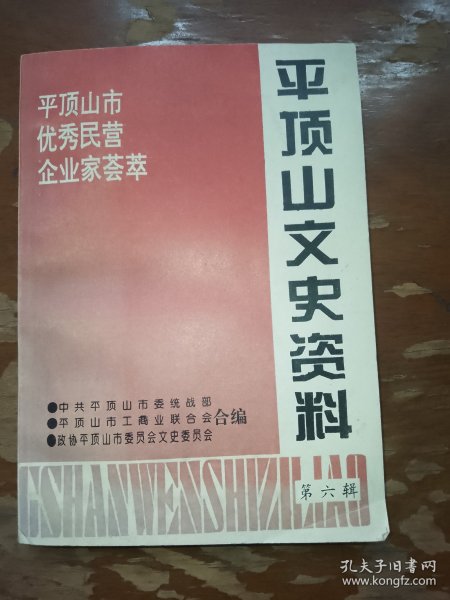 平顶山文史资料
平顶山市
优秀民营
企业家荟萃
●中共平顶山市委统战部
●平顶山市工商业联合会
●政协平顶山市委员会文史委员会
合编
GSHANWENSHIZILIAO
第六辑
孔夫子旧书网
www.kongfz.com